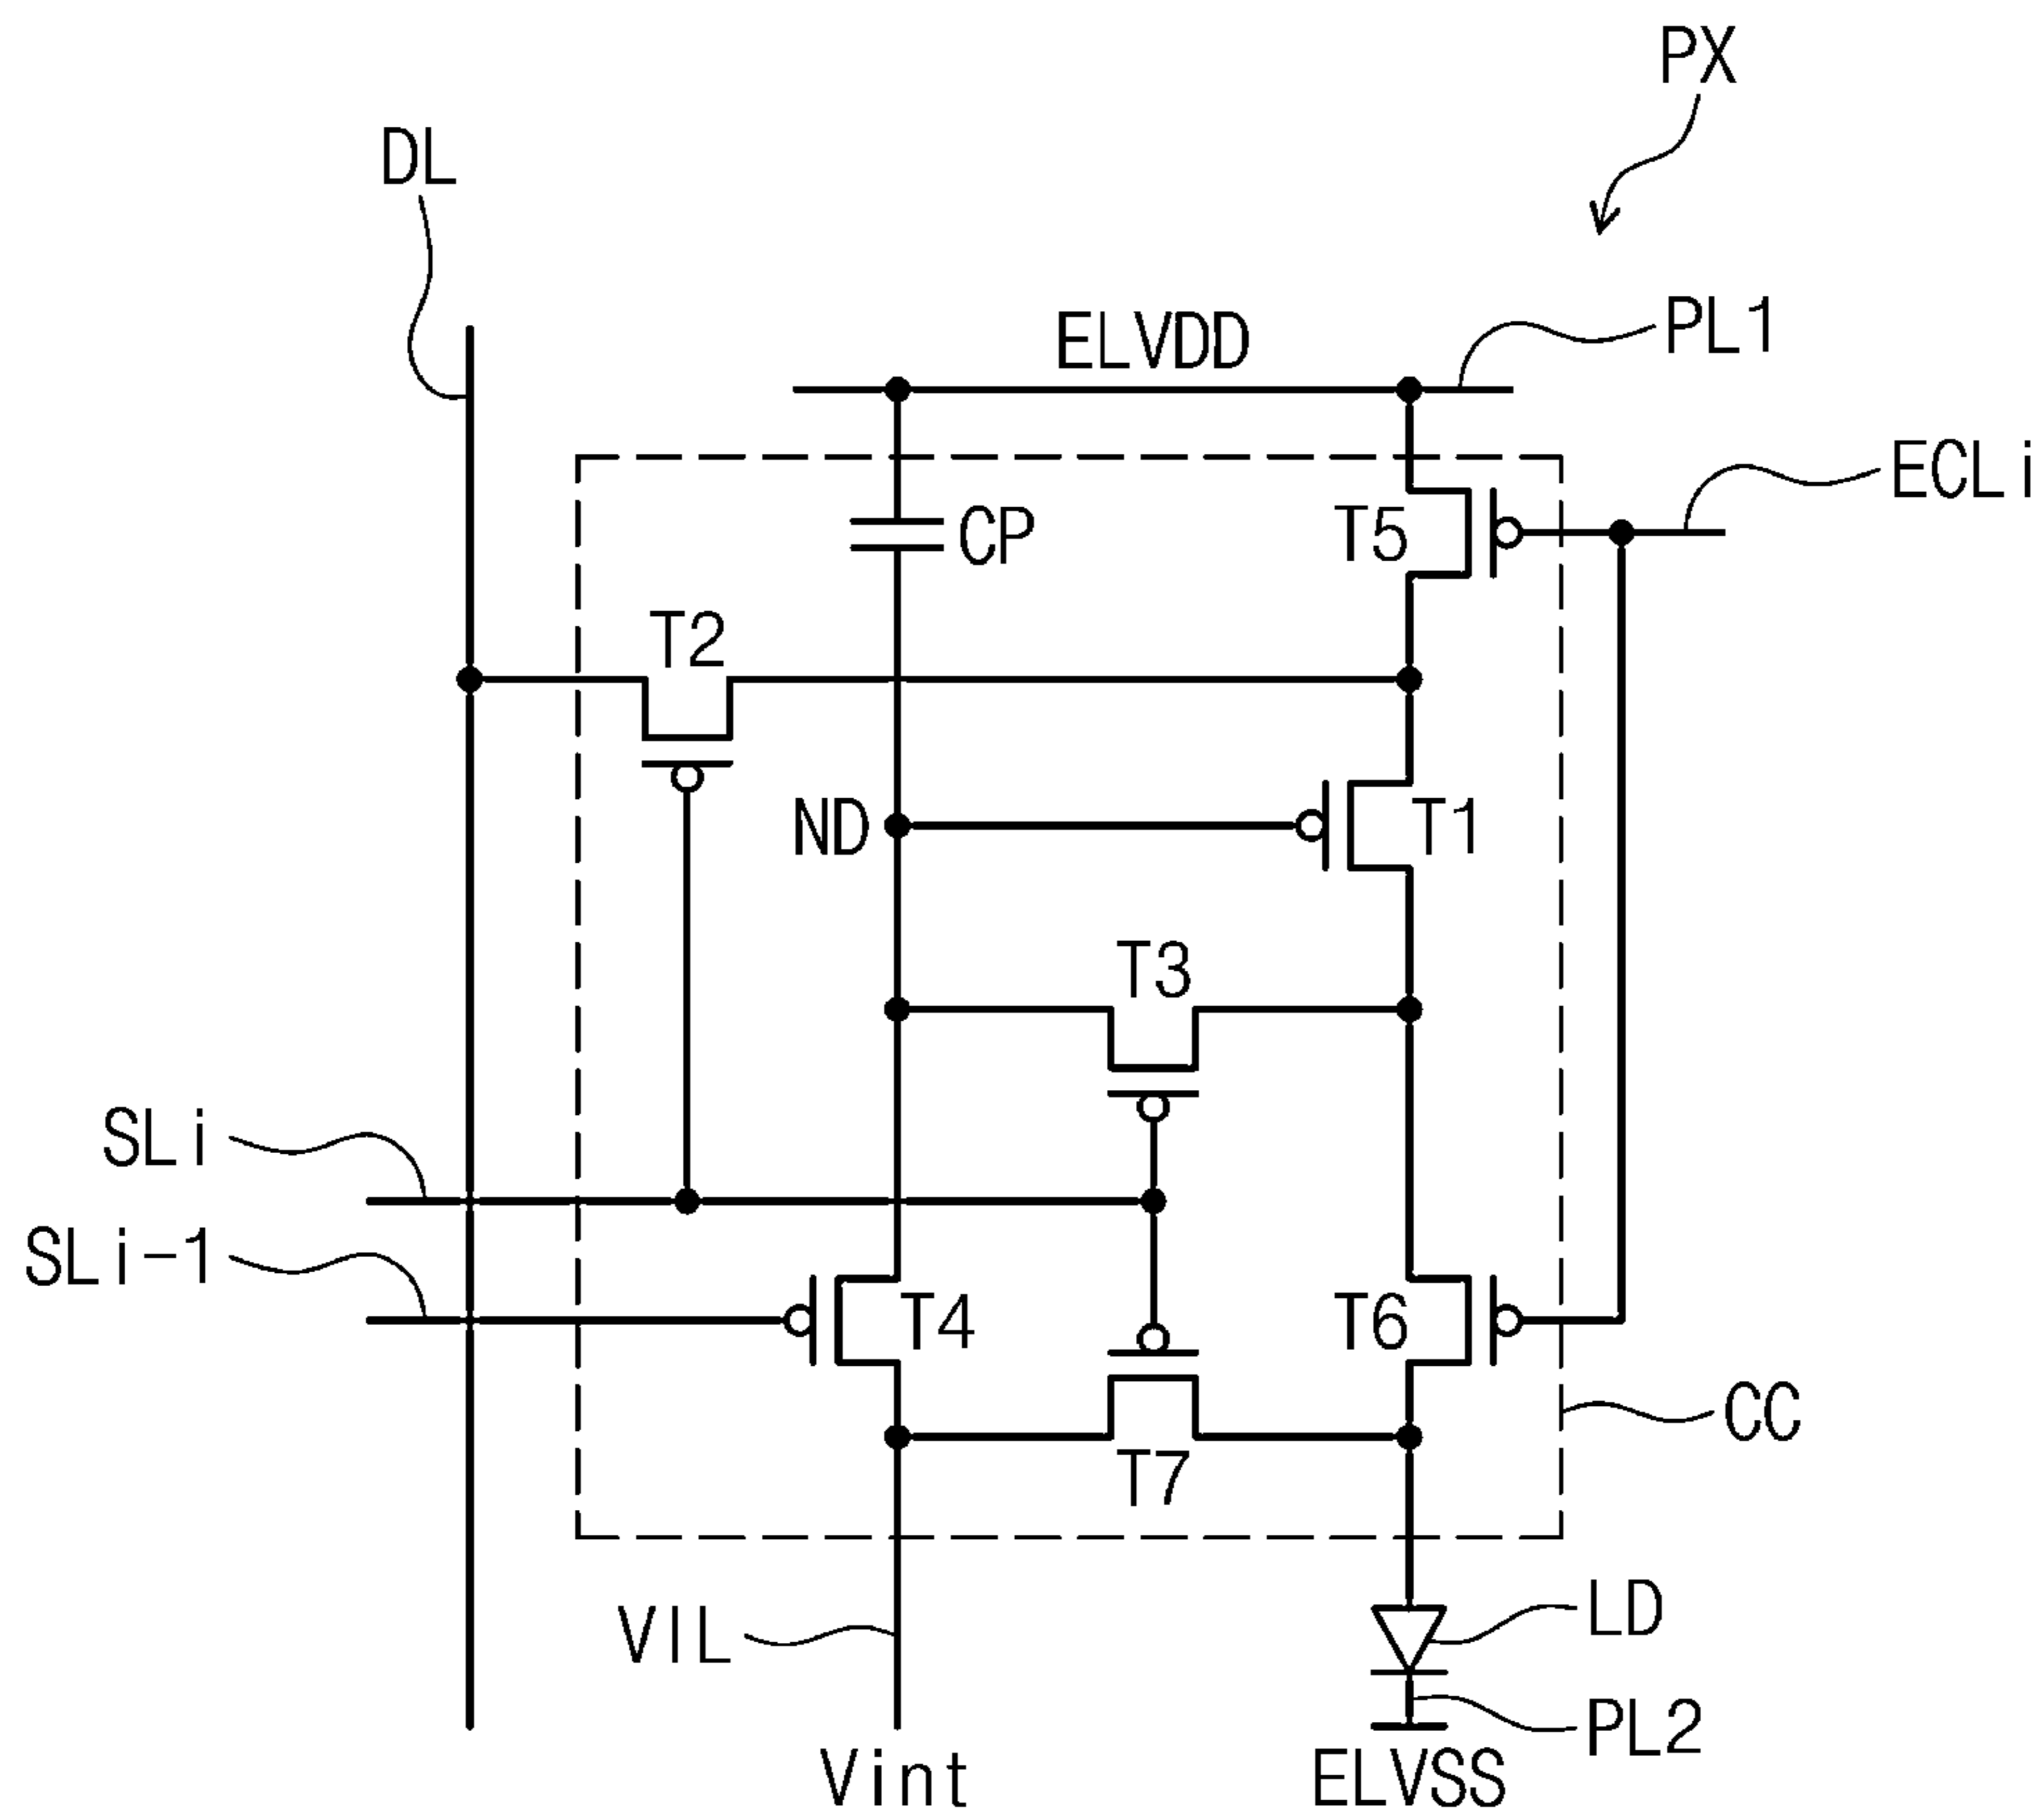 PX
DL
ELVDD
PL1
ECLi
CP
T5
T2
ND
T1
T3
SLi
SLi-1
T4
T6
CC
T7
VIL
LD
PL2
Vint
ELVSS